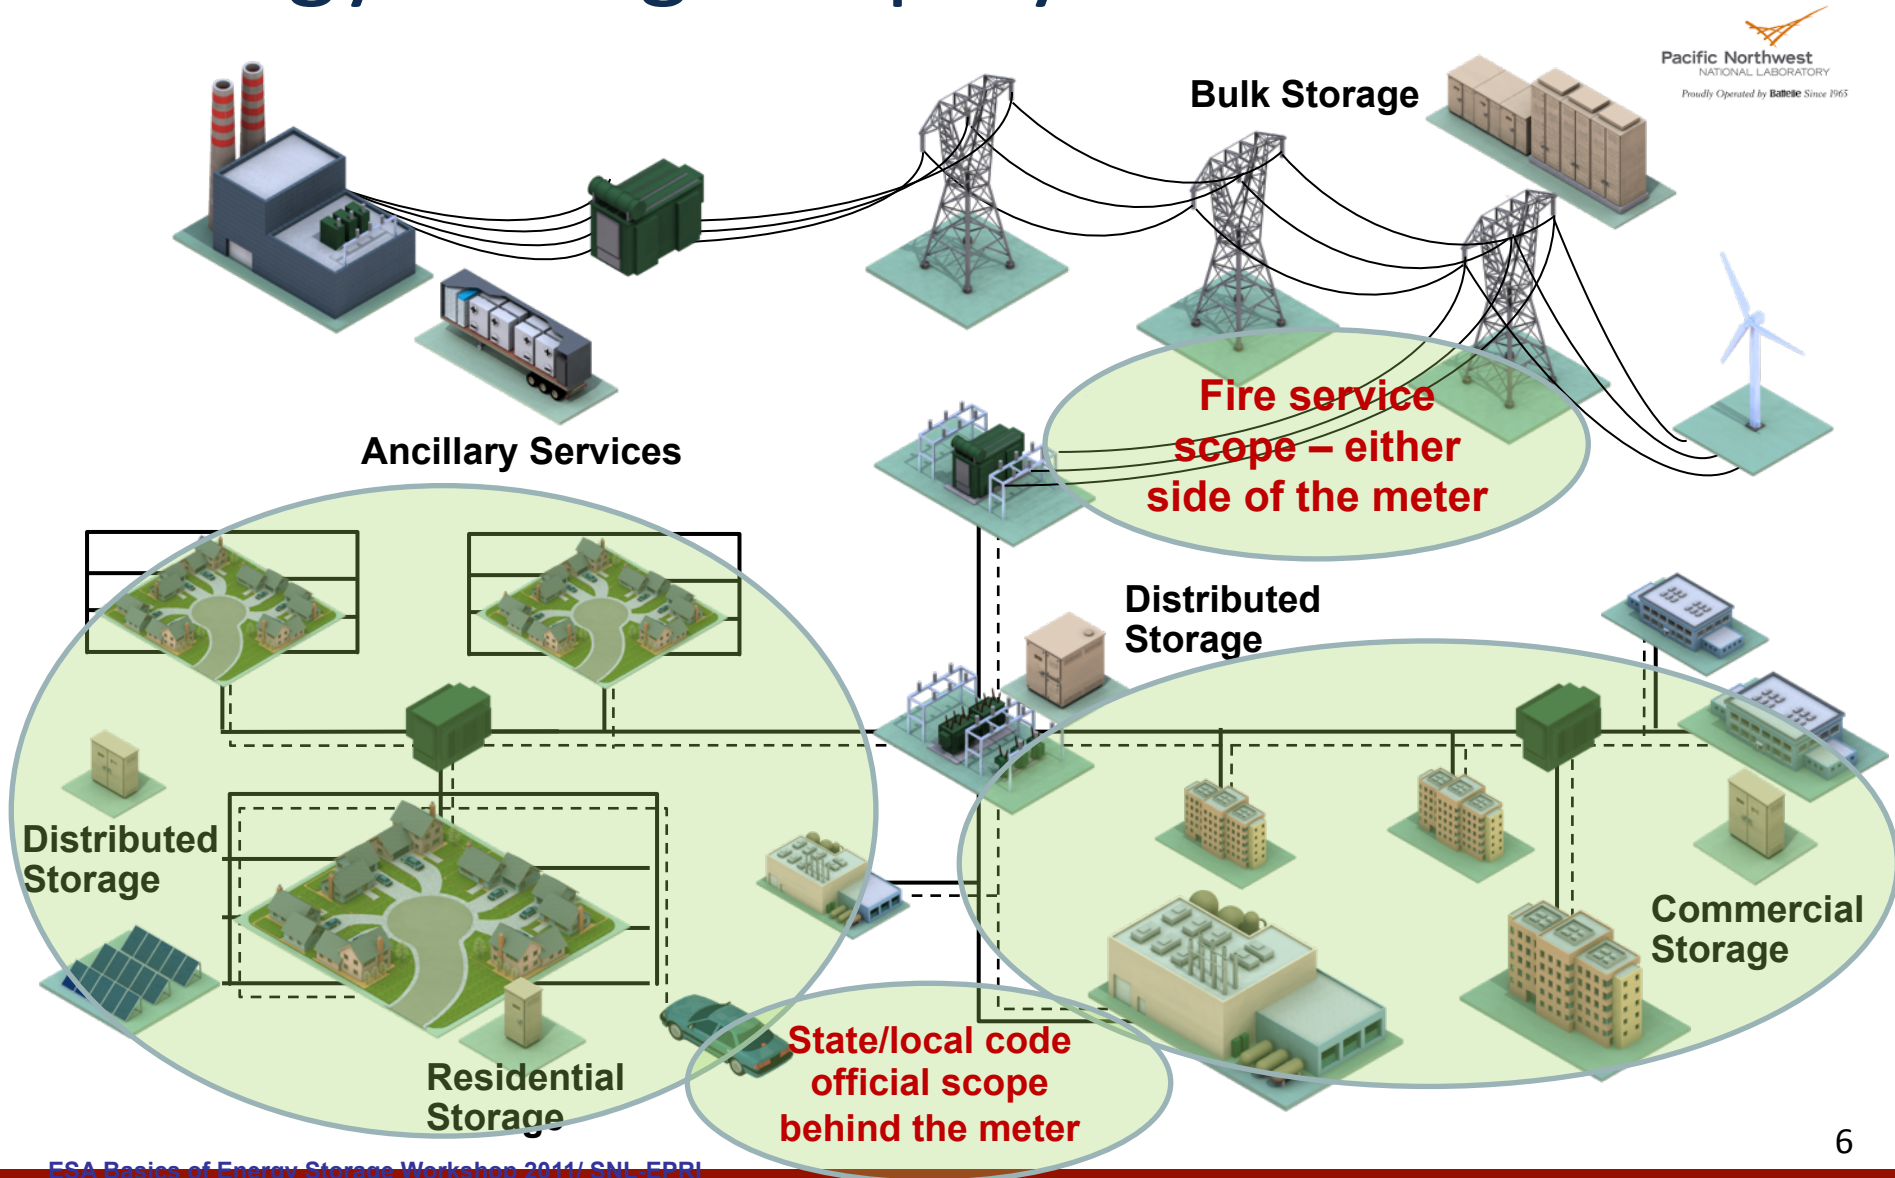 Pacific Northwest
NATIONAL LABORATORY
Proudly Operated by Battelle Since 1965
Bulk Storage
Fire service
scope – either
side of the meter
Ancillary Services
Distributed
Storage
Distributed
Storage
Commercial
Storage
Residential
Storage
State/local code
official scope
behind the meter
6
ESA Basics of Energy Storage Workshop 2011/ SNL-EPRI